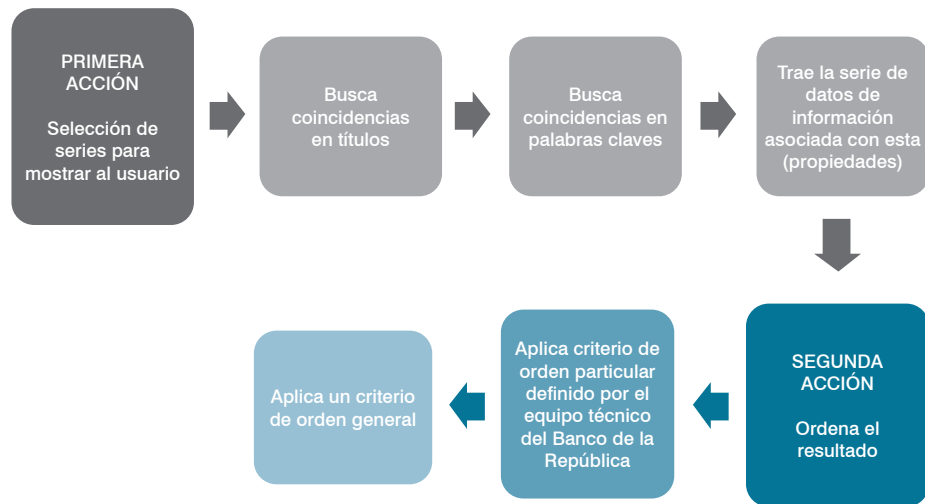 PRIMERA
ACCIÓN
Selección de
series para
mostrar al usuario
Busca
coincidencias
en títulos
Busca
coincidencias en
palabras claves
Trae la serie de
datos de
información
asociada con esta
(propiedades)
SEGUNDA
ACCIÓN
Ordena el
resultado
Aplica criterio de
orden particular
definido por el
equipo técnico
del Banco de la
República
Aplica un criterio
de orden general